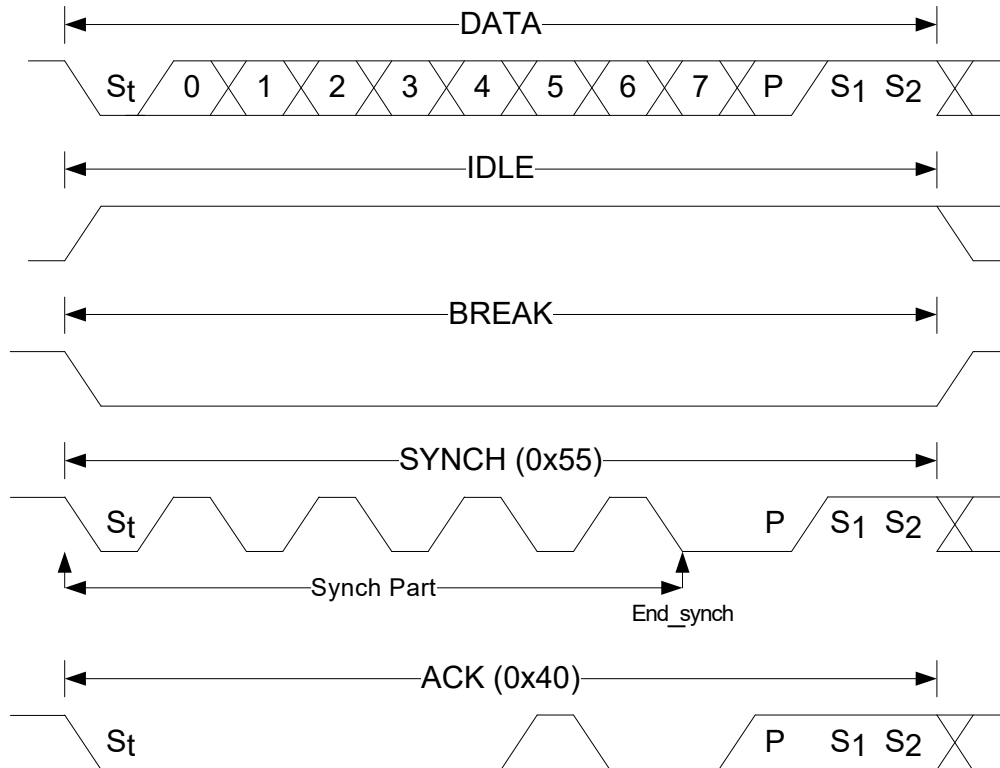 DATA
St 0 1 2 3 4 5 6 7 P S1 S2
IDLE
BREAK
SYNCH (0x55)
St P S1 S2
Synch Part
End_synch
ACK (0x40)
St P S1 S2